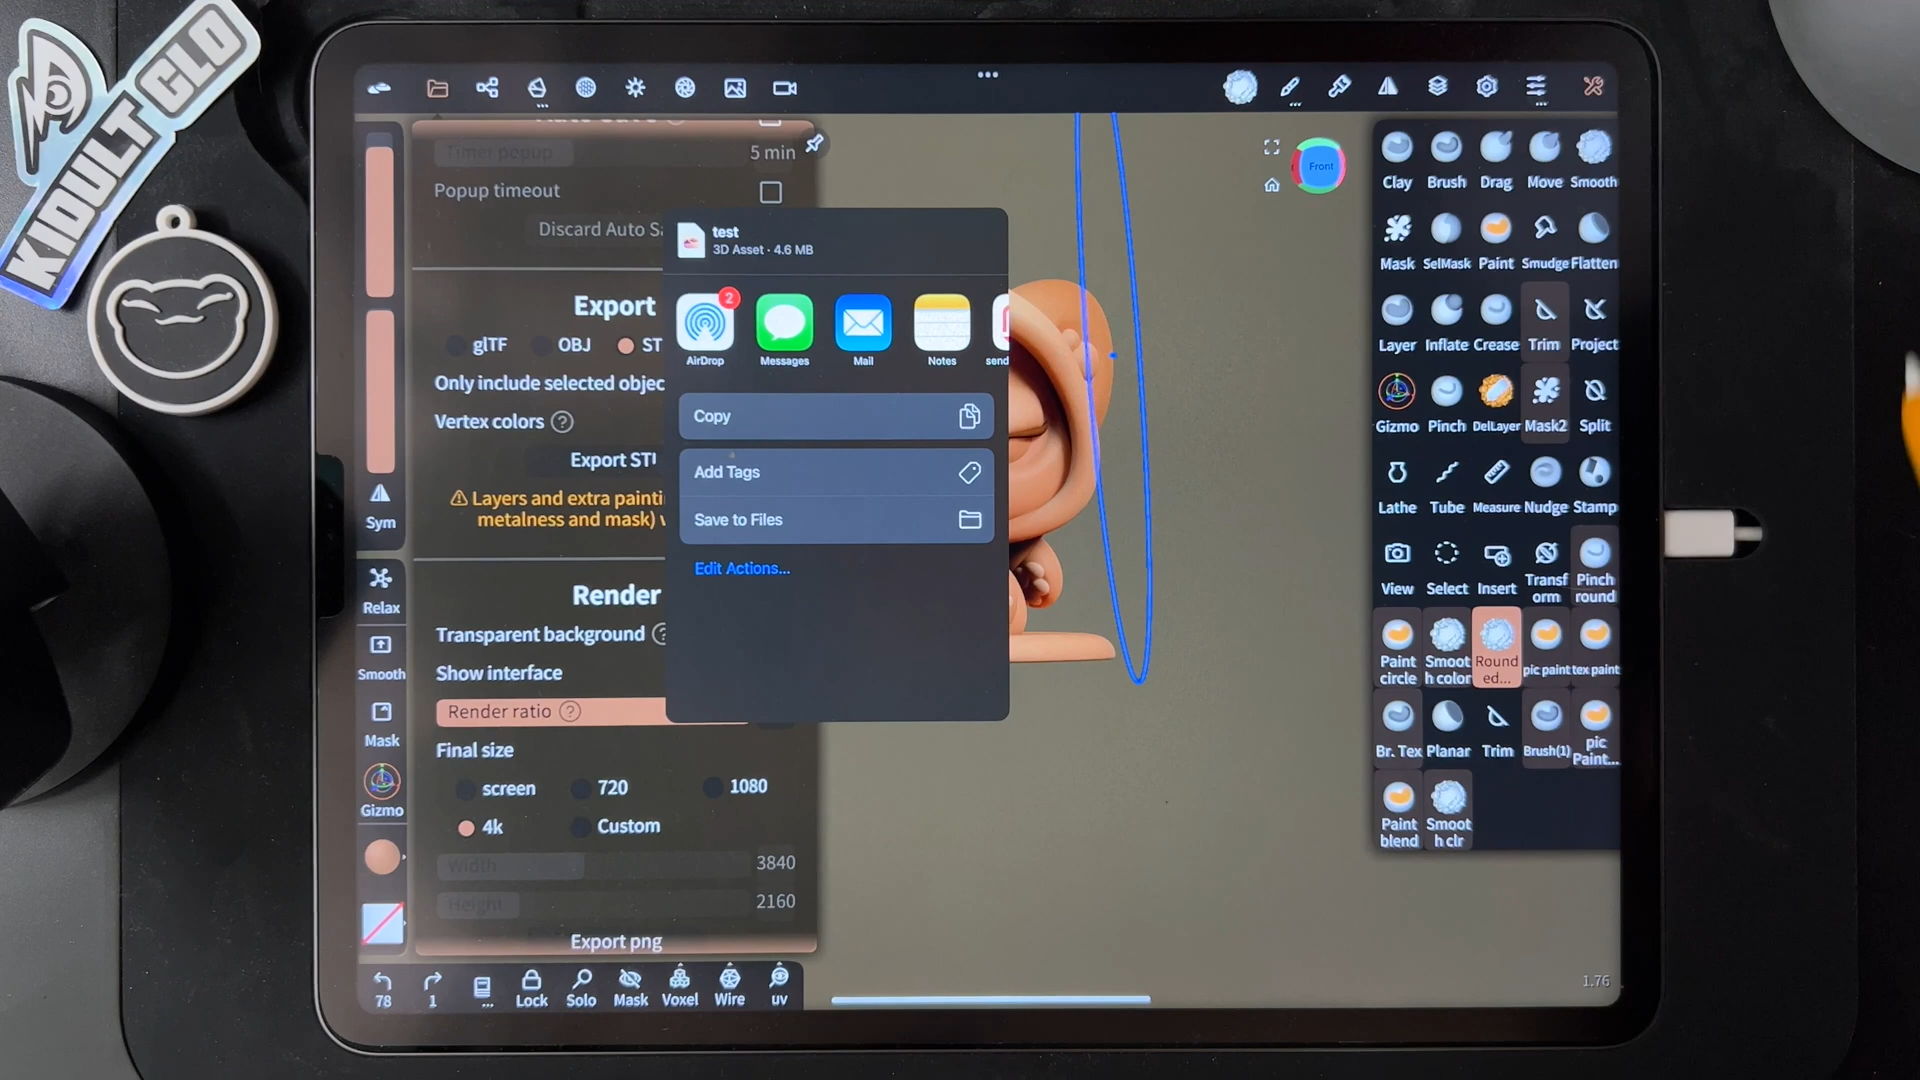 KIDULT CLO
Timer popup
5 min
Popup timeout
Discard Auto Sa
Export
glTF
OBJ
ST
Only include selected objec
Vertex colors ?
Export STL
Layers and extra painti
metalness and mask) v
Render
Transparent background
Show interface
Render ratio ?
Final size
screen
720
1080
4k
Custom
Width
3840
Height
2160
Export png
test
3D Asset · 4.6 MB
2
AirDrop
Messages
Mail
Notes
send
Copy
Add Tags
Save to Files
Edit Actions...
Sym
Relax
Smooth
Mask
Gizmo
78
1
Lock
Solo
Mask
Voxel
Wire
uv
Front
Clay
Brush
Drag
Move
Smooth
Mask
SelMask
Paint
Smudge
Flatten
Layer
Inflate
Crease
Trim
Project
Gizmo
Pinch
DelLayer
Mask2
Split
Lathe
Tube
Measure
Nudge
Stamp
View
Select
Insert
Transf
orm
Pinch
round
Paint
circle
Smoot
h color
Round
ed...
pic paint
tex paint
Br. Tex
Planar
Trim
Brush(1)
pic
Paint...
Paint
blend
Smoot
h clr
1.76